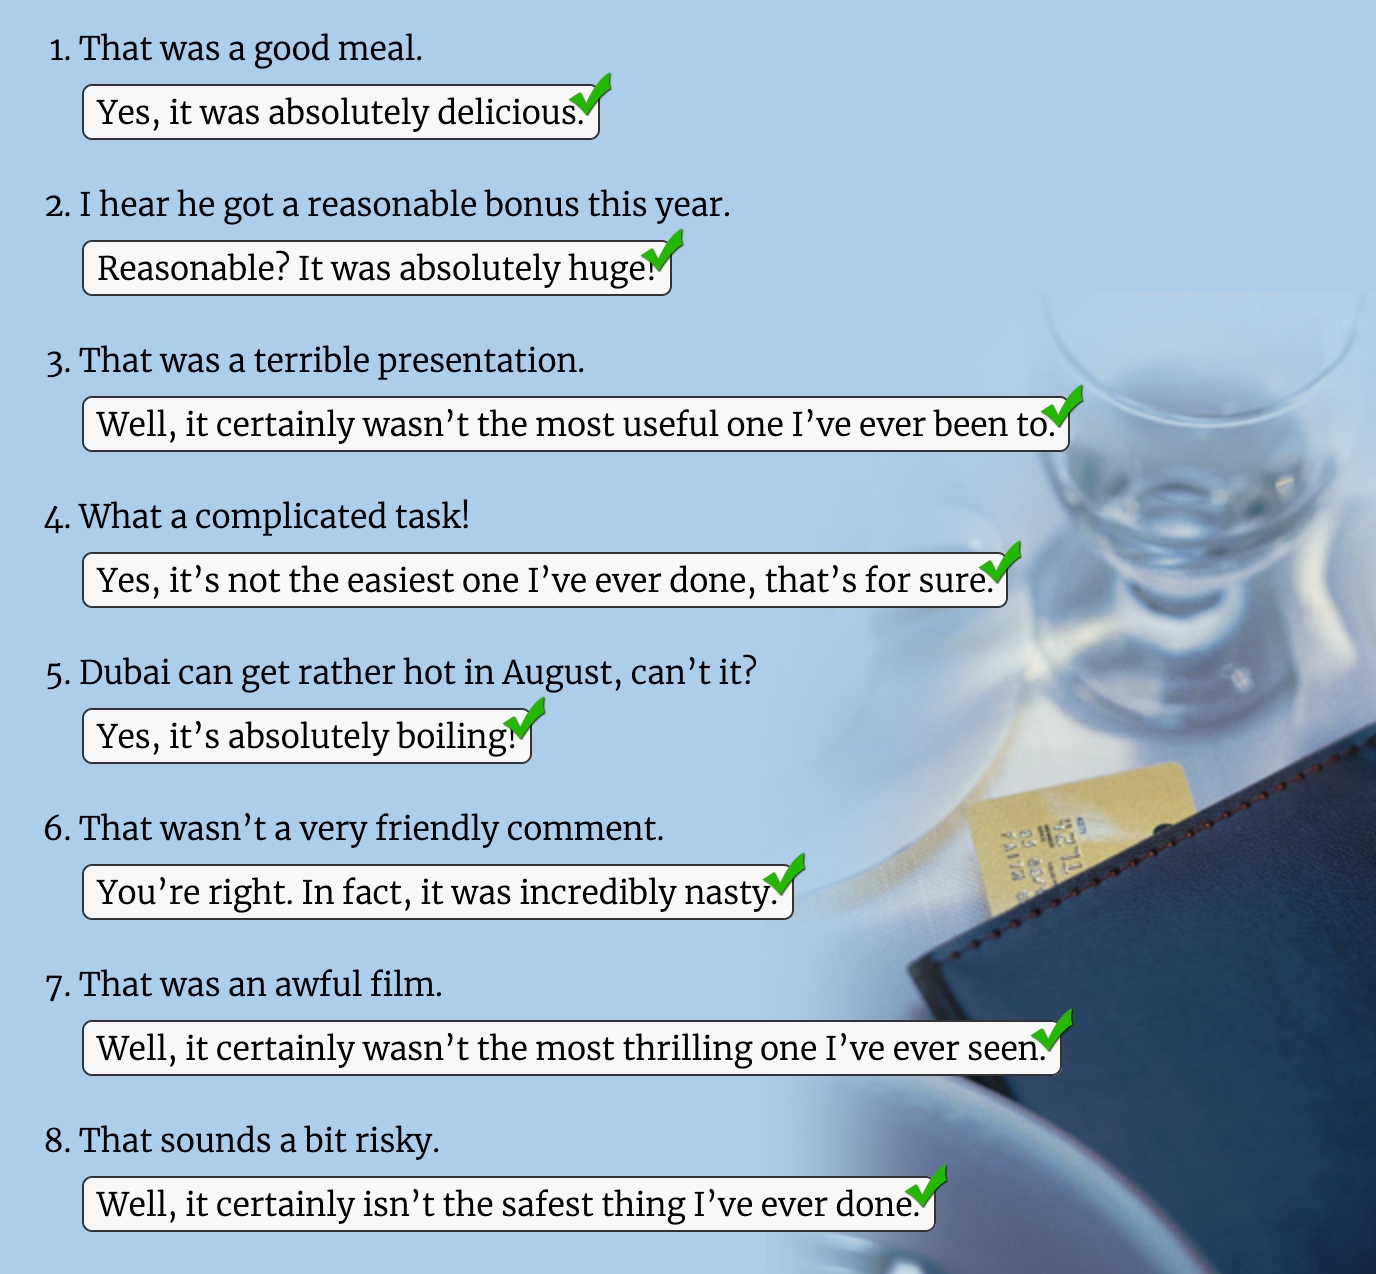 1. That was a good meal.
Yes, it was absolutely delicious.
2. I hear he got a reasonable bonus this year.
Reasonable? It was absolutely huge!
3. That was a terrible presentation.
Well, it certainly wasn’t the most useful one I’ve ever been to.
4. What a complicated task!
Yes, it’s not the easiest one I’ve ever done, that’s for sure.
5. Dubai can get rather hot in August, can’t it?
Yes, it’s absolutely boiling!
6. That wasn’t a very friendly comment.
You’re right. In fact, it was incredibly nasty.
7. That was an awful film.
Well, it certainly wasn’t the most thrilling one I’ve ever seen.
8. That sounds a bit risky.
Well, it certainly isn’t the safest thing I’ve ever done.